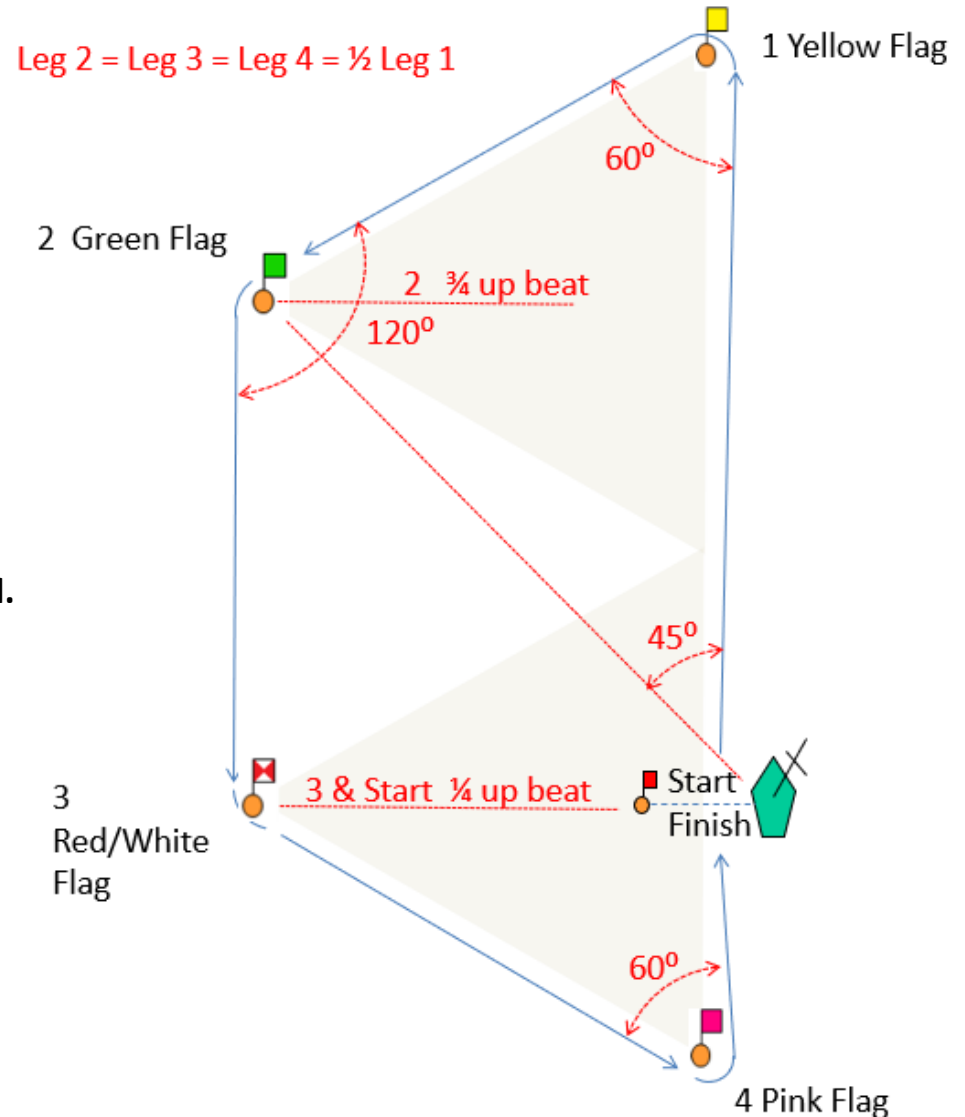 Leg 2 = Leg 3 = Leg 4 = ½ Leg 1
1 Yellow Flag
60⁰
2 Green Flag
2 ¾ up beat
120⁰
l.
45⁰
3 & Start ¼ up beat
Start
Finish
3
Red/White
Flag
60⁰
4 Pink Flag